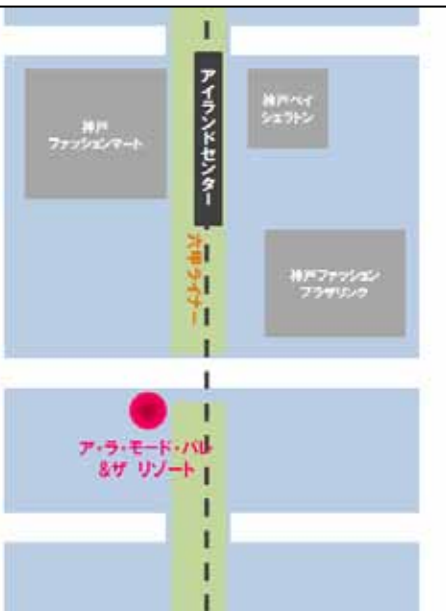 アイランドセンター
神戸ベイ
シェラトン
神戸
ファッションマート
六甲ライナー
神戸ファッション
プラザリンク
ア・ラ・モード・パレ
&ザ リゾート